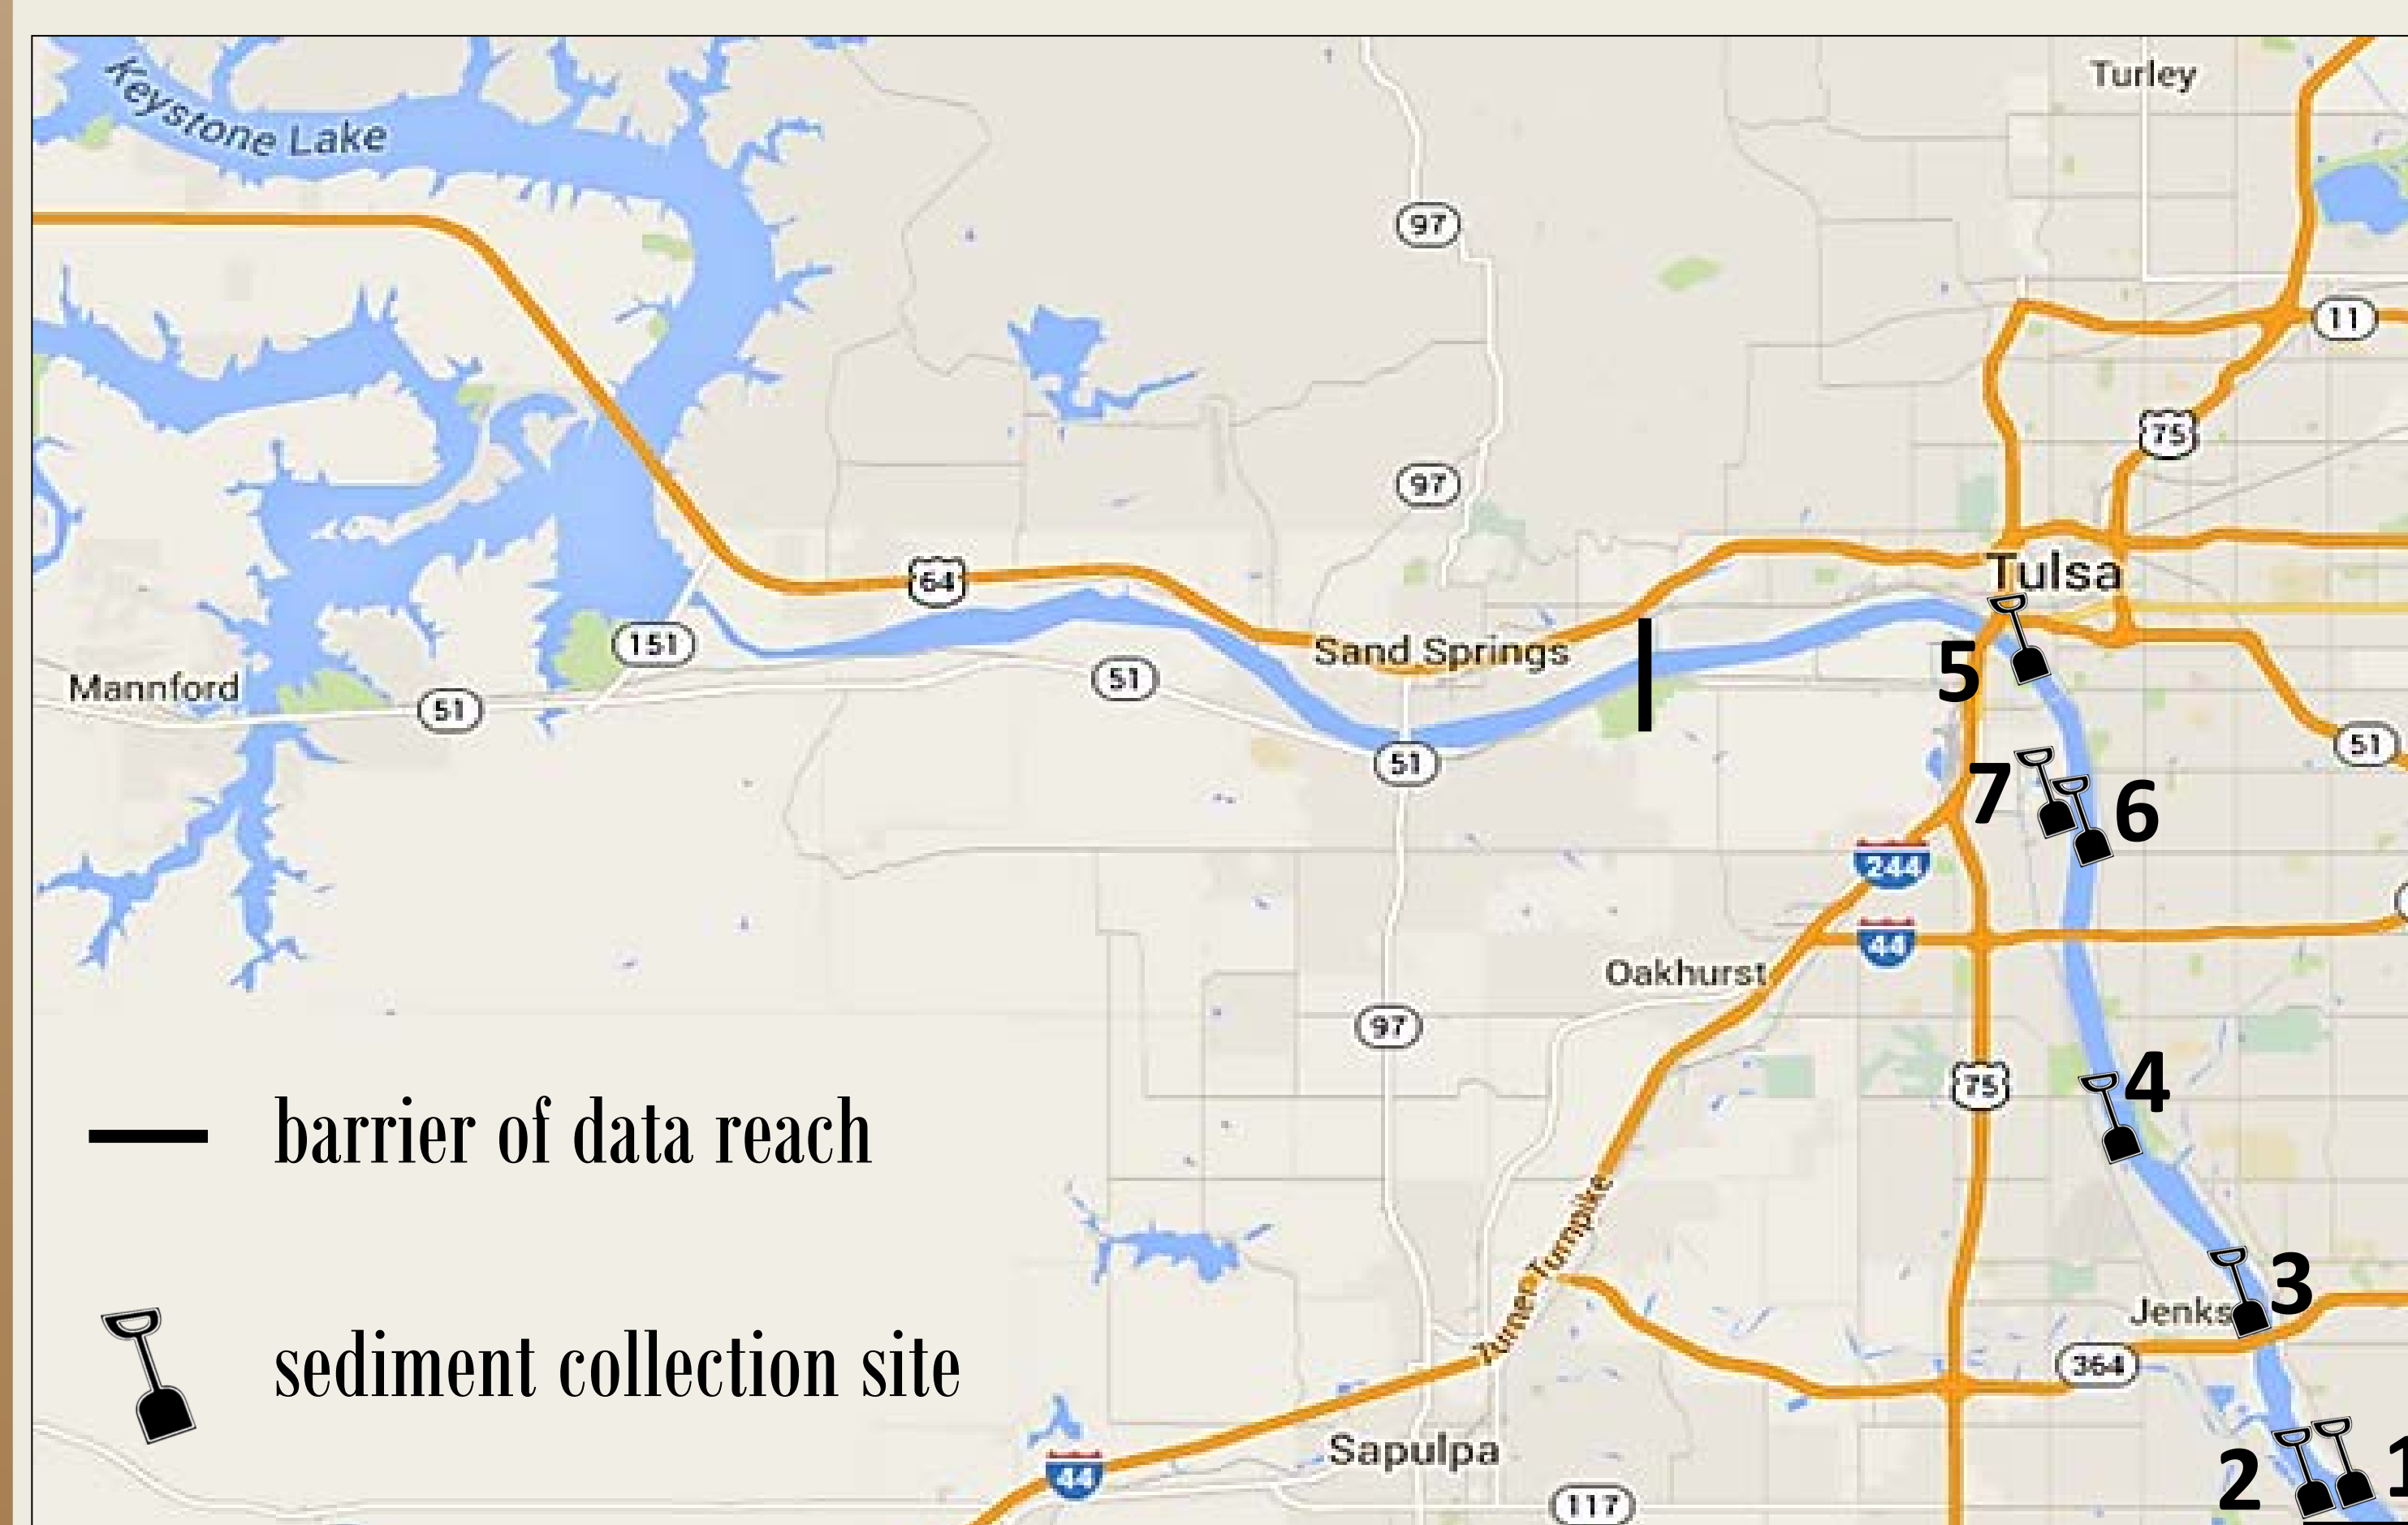 Turley
Keystone Lake
97
11
75
97
Tulsa
64
151
Sand Springs
5
Mannford
51
51
51
51
7
6
244
44
Oakhurst
97
75
4
barrier of data reach
Turner Turnpike
3
Jenks
364
sediment collection site
Sapulpa
44
2
1
117